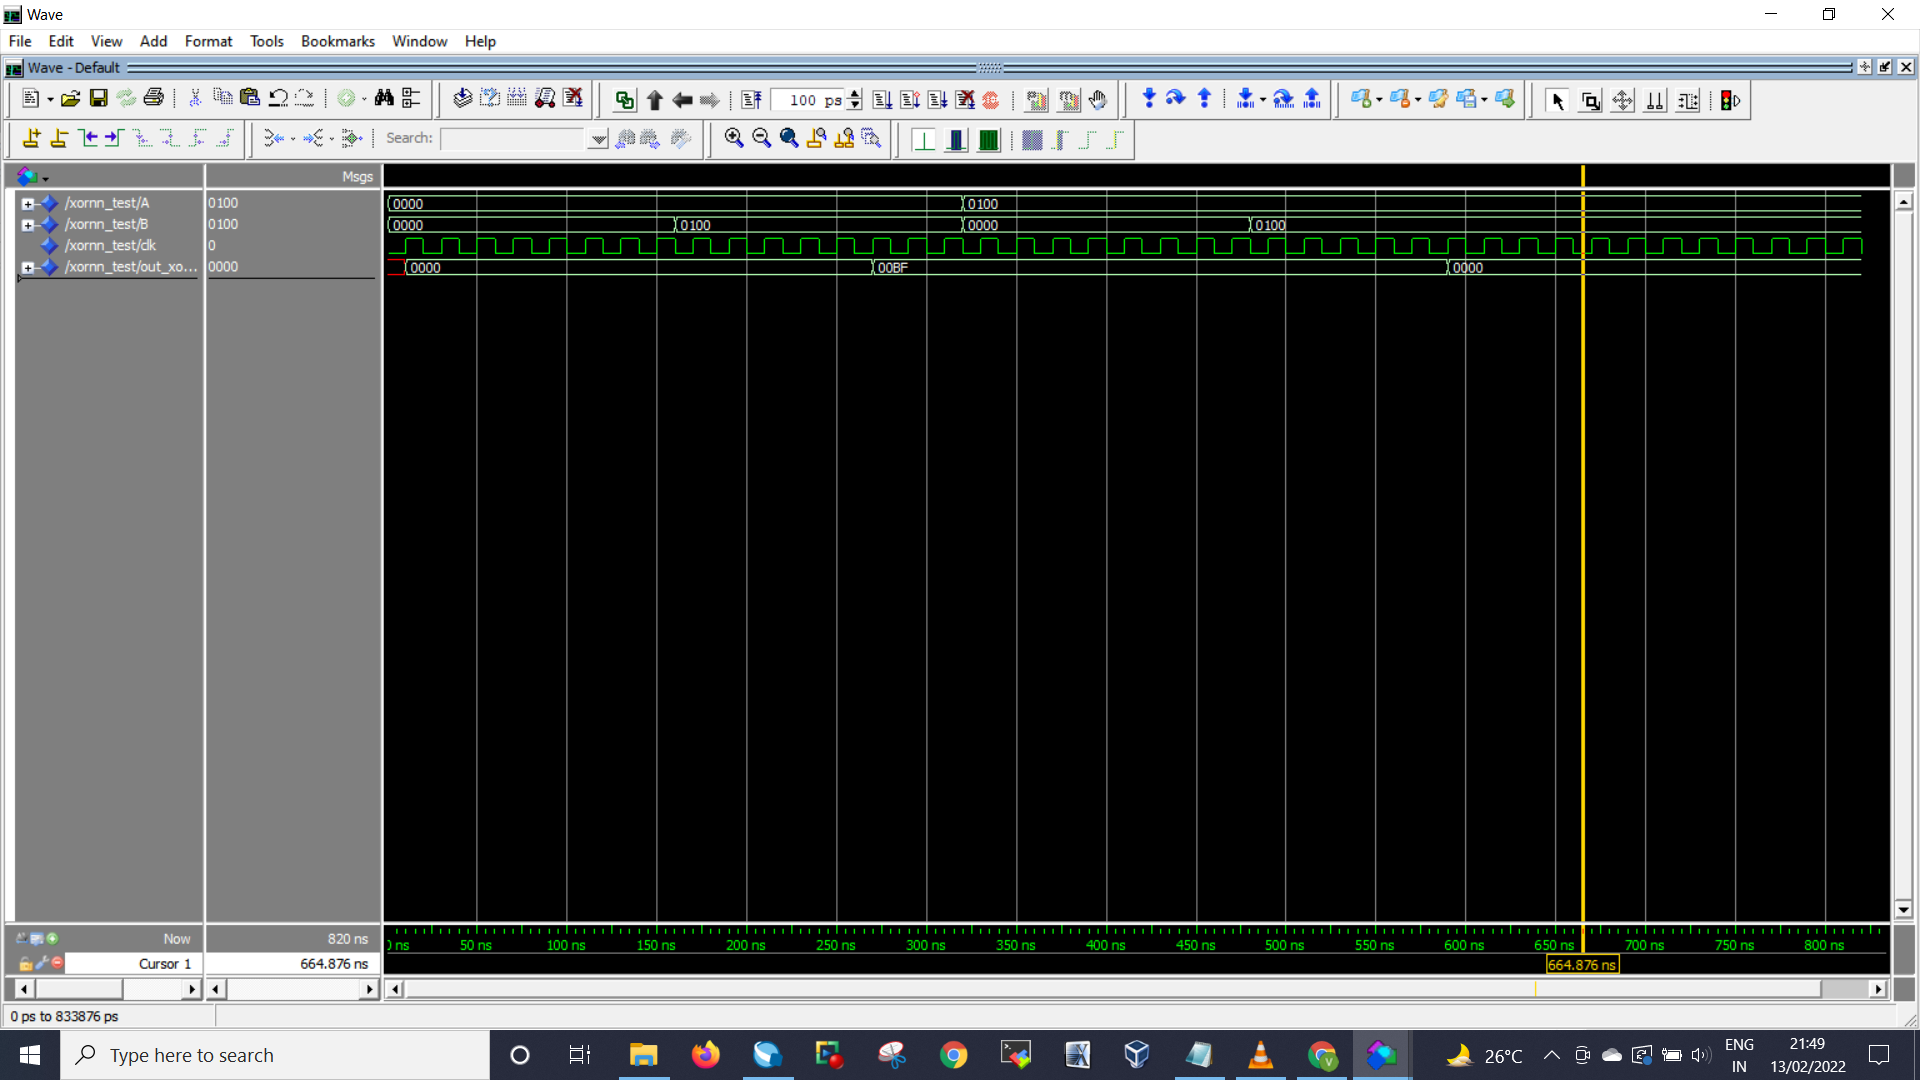 Wave
File Edit View Add Format Tools Bookmarks Window Help
Wave - Default
100 ps
Search:
Msgs
/xornn_test/A 0100 0000 0100
/xornn_test/B 0100 0000 0100 0000 0100
/xornn_test/clk 0
/xornn_test/out_xo... 0000 0000 00BF 0000
Now 820 ns
ns 50 ns 100 ns 150 ns 200 ns 250 ns 300 ns 350 ns 400 ns 450 ns 500 ns 550 ns 600 ns 650 ns 700 ns 750 ns 800 ns
Cursor 1 664.876 ns 664.876 ns
0 ps to 833876 ps
Type here to search
26°C
ENG
IN
21:49
13/02/2022